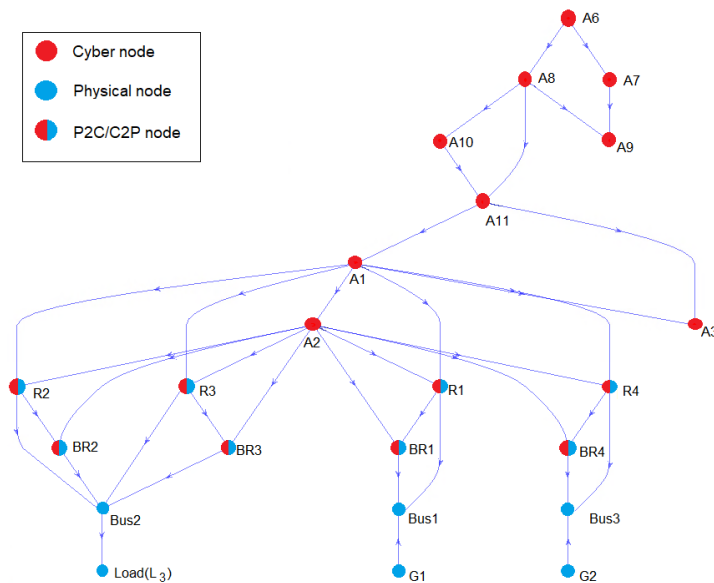 A6
Cyber node
A8
A7
Physical node
P2C/C2P node
A10
A9
A11
A1
A3
A2
R2
R3
R1
R4
BR2
BR3
BR1
BR4
Bus2
Bus1
Bus3
Load(L3)
G1
G2